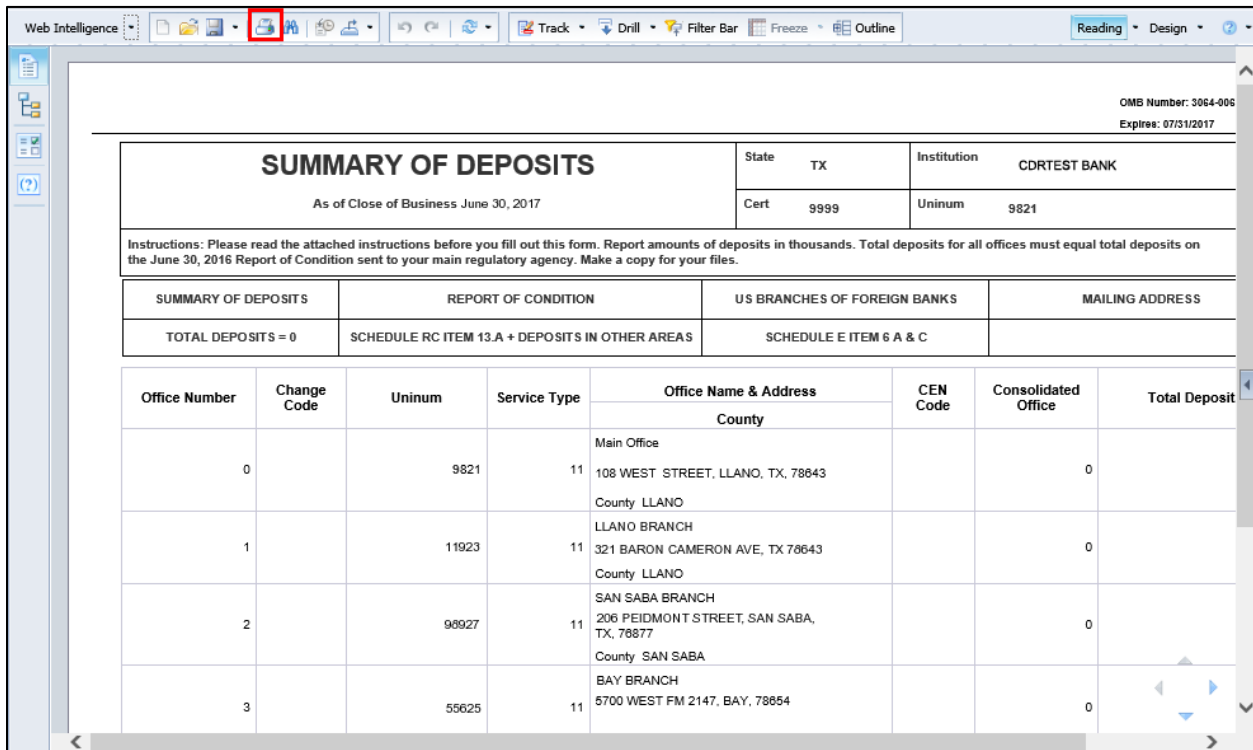 Web Intelligence Track Drill Filter Bar Freeze Outline Reading Design
OMB Number: 3064-006
Expires: 07/31/2017
SUMMARY OF DEPOSITS
As of Close of Business June 30, 2017
State TX
Institution CDRTEST BANK
Cert 9999
Uninum 9821
Instructions: Please read the attached instructions before you fill out this form. Report amounts of deposits in thousands. Total deposits for all offices must equal total deposits on
the June 30, 2016 Report of Condition sent to your main regulatory agency. Make a copy for your files.
SUMMARY OF DEPOSITS REPORT OF CONDITION US BRANCHES OF FOREIGN BANKS MAILING ADDRESS
TOTAL DEPOSITS = 0 SCHEDULE RC ITEM 13.A + DEPOSITS IN OTHER AREAS SCHEDULE E ITEM 6 A & C
Office Number Change Code Uninum Service Type Office Name & Address CEN Code Consolidated Office Total Deposit
County
Main Office
0 9821 11 108 WEST STREET, LLANO, TX, 78643 0
County LLANO
LLANO BRANCH
1 11923 11 321 BARON CAMERON AVE, TX 78643 0
County LLANO
SAN SABA BRANCH
2 96927 11 206 PEIDMONT STREET, SAN SABA, 0
TX, 76877
County SAN SABA
BAY BRANCH
3 55625 11 5700 WEST FM 2147, BAY, 78654 0